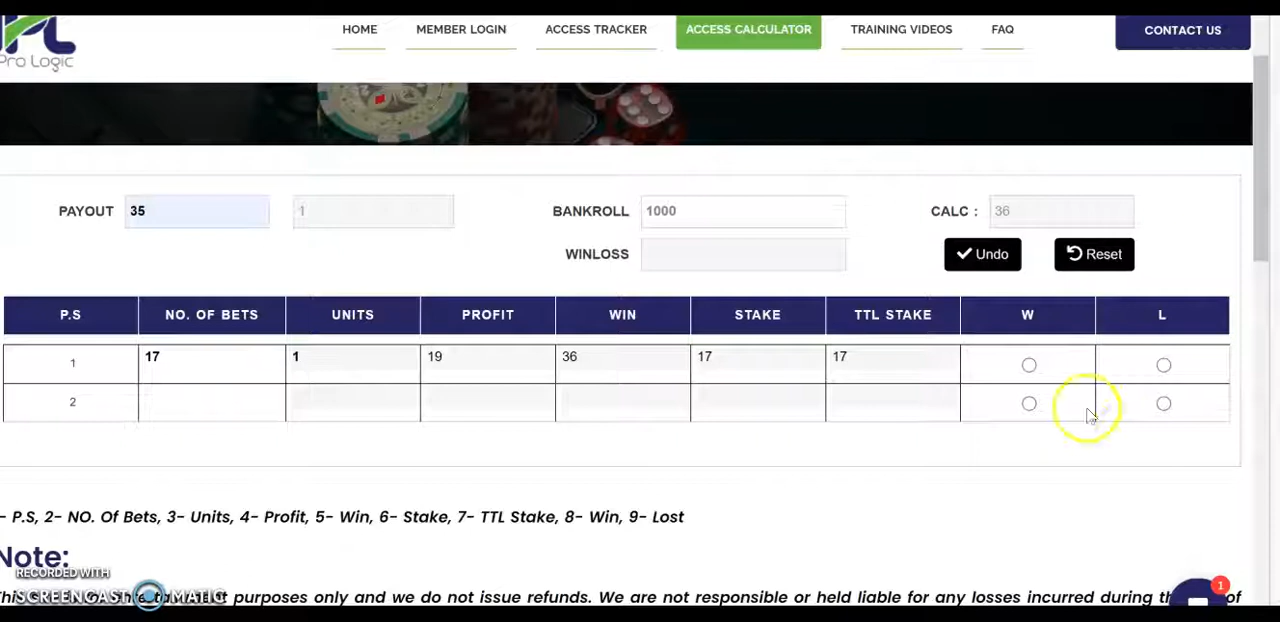 HOME MEMBER LOGIN ACCESS TRACKER ACCESS CALCULATOR TRAINING VIDEOS FAQ CONTACT US
Pro Logic
PAYOUT 35 1 BANKROLL 1000 CALC : 36
WINLOSS Undo Reset
P.S NO. OF BETS UNITS PROFIT WIN STAKE TTL STAKE W L
1 17 1 19 36 17 17
2
- P.S, 2- NO. Of Bets, 3- Units, 4- Profit, 5- Win, 6- Stake, 7- TTL Stake, 8- Win, 9- Lost
Note:
RECORDED WITH
SCREENCAST MATIC
purposes only and we do not issue refunds. We are not responsible or held liable for any losses incurred during of
1